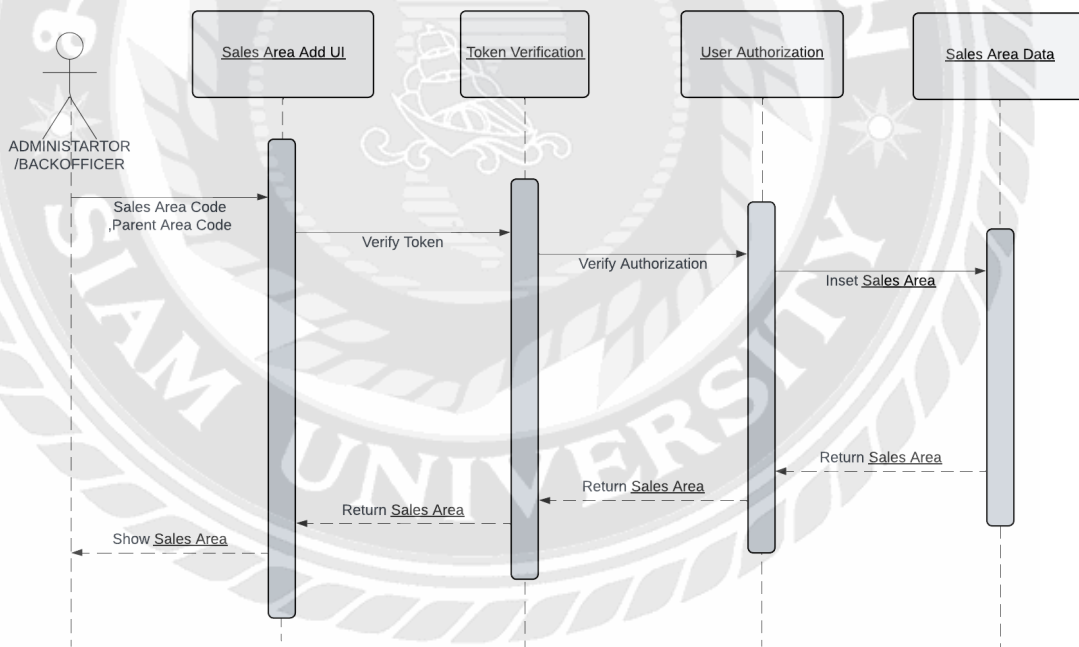 Sales Area Add UI
Token Verification
User Authorization
Sales Area Data
ADMINISTARTOR
/BACKOFFICER
Sales Area Code
,Parent Area Code
Verify Token
Verify Authorization
Inset Sales Area
Return Sales Area
Return Sales Area
Return Sales Area
Show Sales Area
SIAM UNIVERSITY